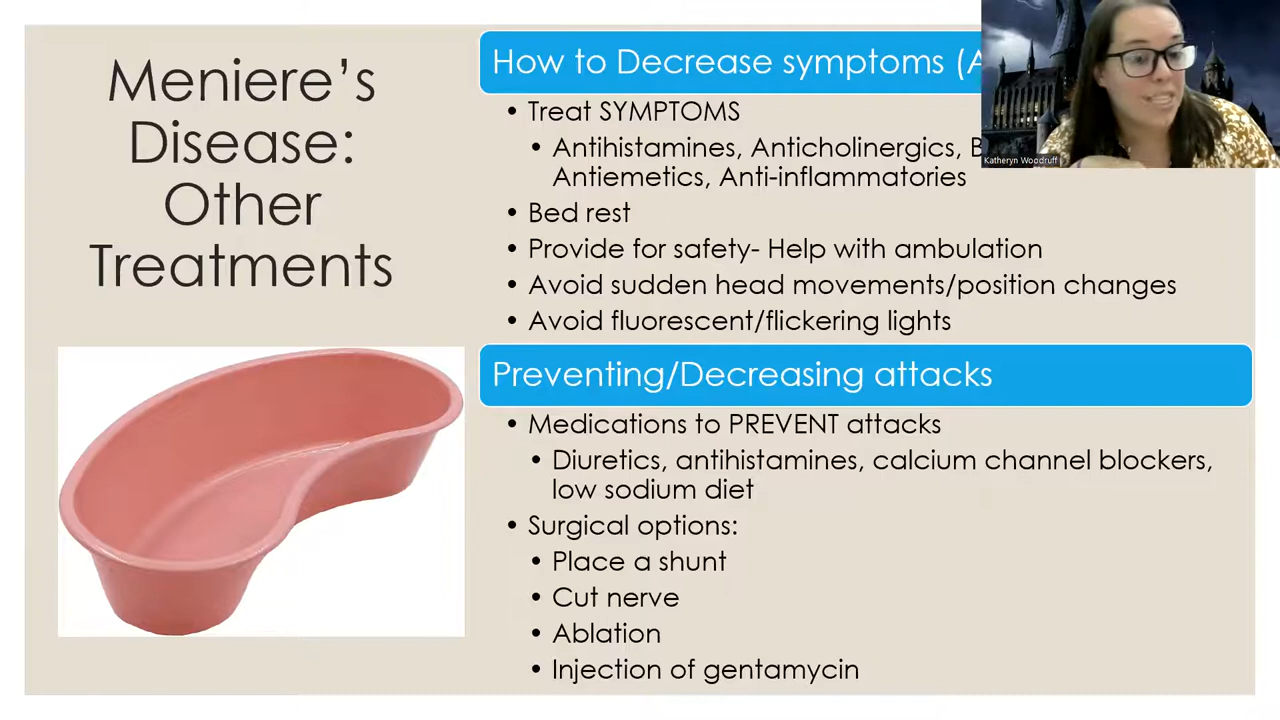 Meniere's
Disease:
Other
Treatments
How to Decrease symptoms
• Treat SYMPTOMS
• Antihistamines, Anticholinergics,
Antiemetics, Anti-inflammatories
• Bed rest
• Provide for safety- Help with ambulation
• Avoid sudden head movements/position changes
• Avoid fluorescent/flickering lights
Preventing/Decreasing attacks
• Medications to PREVENT attacks
• Diuretics, antihistamines, calcium channel blockers,
low sodium diet
• Surgical options:
• Place a shunt
• Cut nerve
• Ablation
• Injection of gentamycin
Katheryn Woodruff